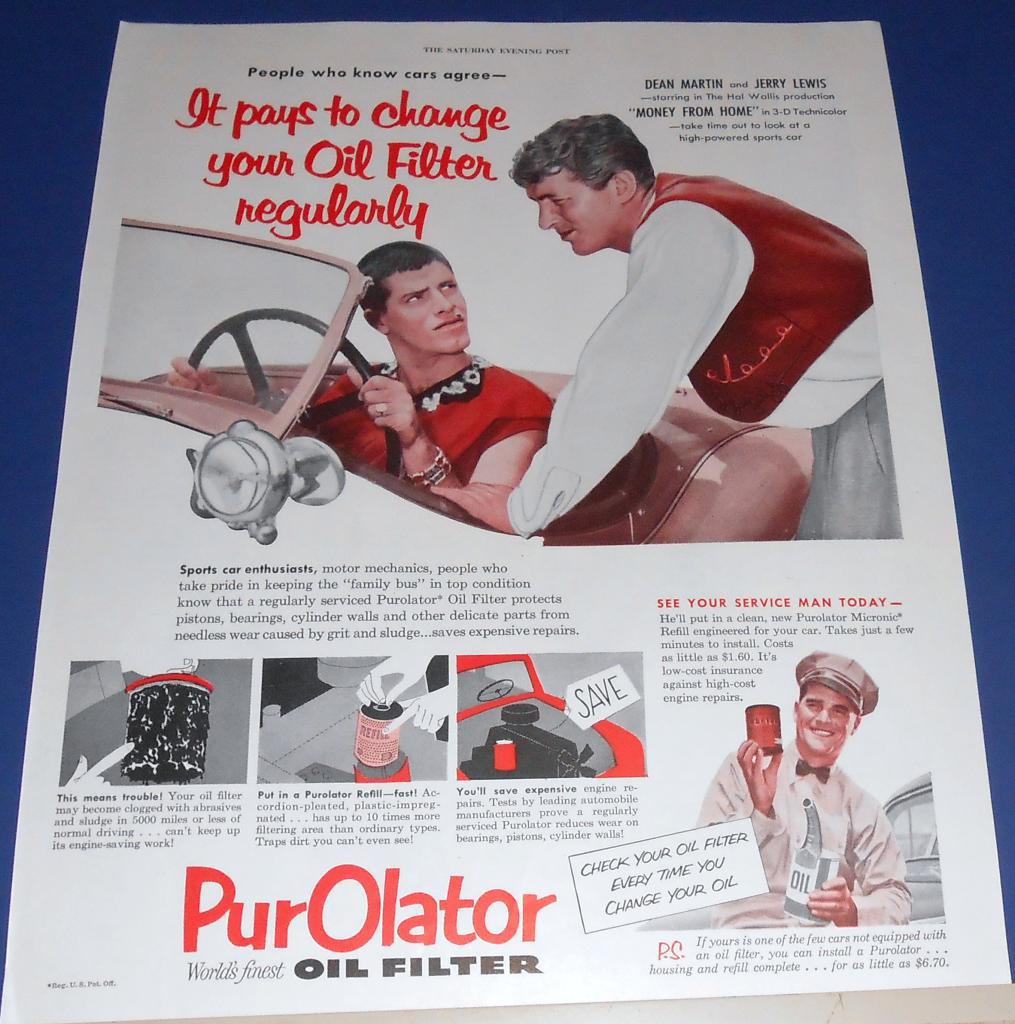 THE SATURDAY EVENING POST
People who know cars agree—
It pays to change
your Oil Filter
regularly
DEAN MARTIN and JERRY LEWIS
—starring in The Hal Wallis production
"MONEY FROM HOME" in 3-D Technicolor
—take time out to look at a
high-powered sports car
Sports car enthusiasts, motor mechanics, people who
take pride in keeping the "family bus" in top condition
know that a regularly serviced Purolator* Oil Filter protects
pistons, bearings, cylinder walls and other delicate parts from
needless wear caused by grit and sludge...saves expensive repairs.
SEE YOUR SERVICE MAN TODAY—
He'll put in a clean, new Purolator Micronic*
Refill engineered for your car. Takes just a few
minutes to install. Costs
as little as $1.60. It's
low-cost insurance
against high-cost
engine repairs.
REFILL
SAVE
This means trouble! Your oil filter
may become clogged with abrasives
and sludge in 5000 miles or less of
normal driving . . . can't keep up
its engine-saving work!
Put in a Purolator Refill—fast! Ac-
cordion-pleated, plastic-impreg-
nated . . . has up to 10 times more
filtering area than ordinary types.
Traps dirt you can't even see!
You'll save expensive engine re-
pairs. Tests by leading automobile
manufacturers prove a regularly
serviced Purolator reduces wear on
bearings, pistons, cylinder walls!
CHECK YOUR OIL FILTER
EVERY TIME YOU
CHANGE YOUR OIL
OIL
PurOlator
World's finest OIL FILTER
P.S. If yours is one of the few cars not equipped with
an oil filter, you can install a Purolator . . .
housing and refill complete . . . for as little as $6.70.
*Reg. U. S. Pat. Off.